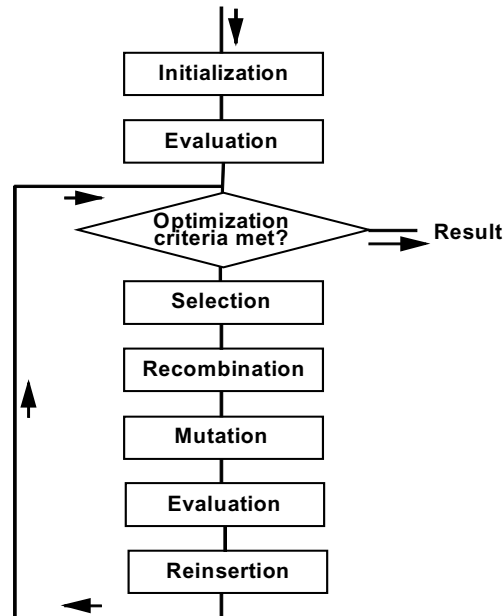 Initialization
Evaluation
Optimization
criteria met?
Result
Selection
Recombination
Mutation
Evaluation
Reinsertion